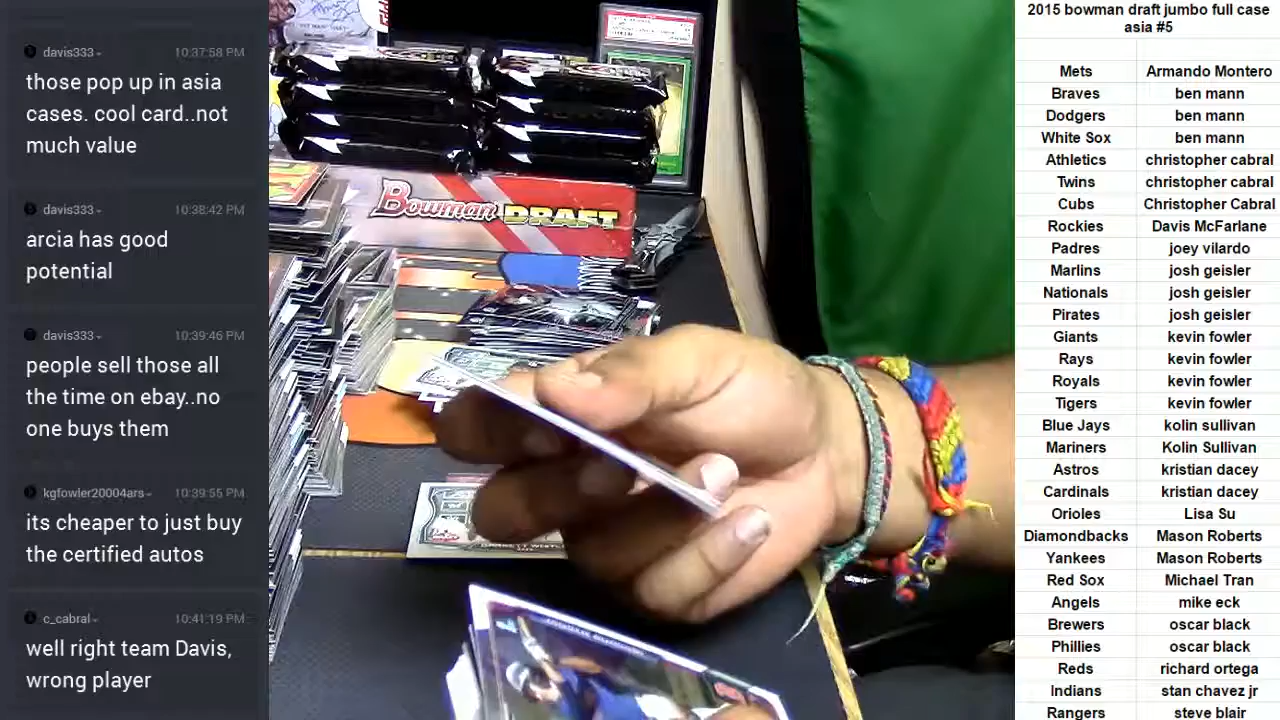 davis333
10:37:58 PM
those pop up in asia
cases. cool card..not
much value
davis333
10:38:42 PM
arcia has good
potential
davis333
10:39:46 PM
people sell those all
the time on ebay..no
one buys them
kgfowler20004ars
10:39:55 PM
its cheaper to just buy
the certified autos
c_cabral
10:41:19 PM
well right team Davis,
wrong player
Bowman DRAFT
2015 bowman draft jumbo full case
asia #5
Mets Armando Montero
Braves ben mann
Dodgers ben mann
White Sox ben mann
Athletics christopher cabral
Twins christopher cabral
Cubs Christopher Cabral
Rockies Davis McFarlane
Padres joey vilardo
Marlins josh geisler
Nationals josh geisler
Pirates josh geisler
Giants kevin fowler
Rays kevin fowler
Royals kevin fowler
Tigers kevin fowler
Blue Jays kolin sullivan
Mariners Kolin Sullivan
Astros kristian dacey
Cardinals kristian dacey
Orioles Lisa Su
Diamondbacks Mason Roberts
Yankees Mason Roberts
Red Sox Michael Tran
Angels mike eck
Brewers oscar black
Phillies oscar black
Reds richard ortega
Indians stan chavez jr
Rangers steve blair